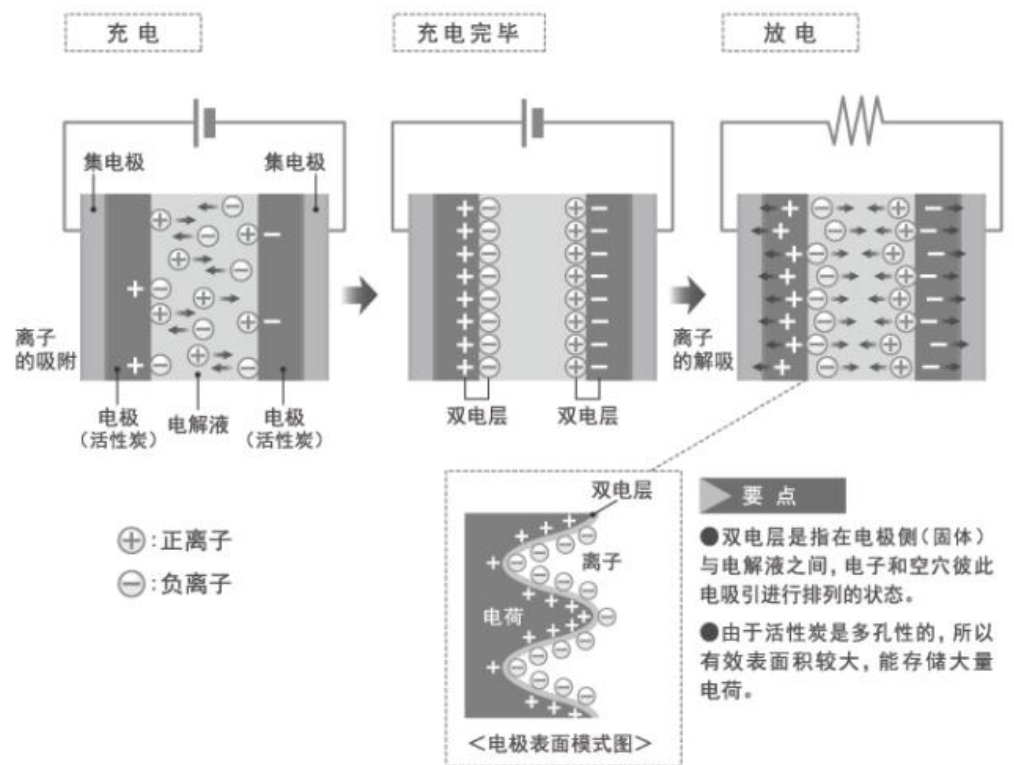 充电
充电完毕
放电
集电极
集电极
离子
的吸附
电极
(活性炭)
电解液
电极
(活性炭)
双电层
双电层
离子
的解吸
⊕:正离子
⊖:负离子
双电层
离子
电荷
<电极表面模式图>
要点
●双电层是指在电极侧(固体)
与电解液之间,电子和空穴彼此
电吸引进行排列的状态。
●由于活性炭是多孔性的,所以
有效表面积较大,能存储大量
电荷。